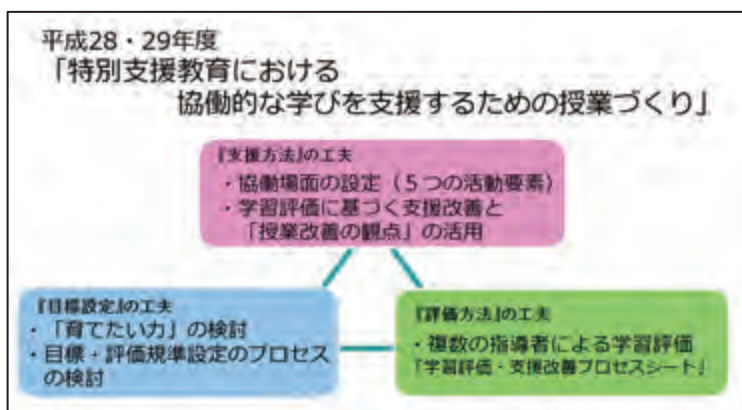 平成28・29年度
「特別支援教育における
協働的な学びを支援するための授業づくり」
『支援方法』の工夫
・協働場面の設定（５つの活動要素）
・学習評価に基づく支援改善と
「授業改善の観点」の活用
『目標設定』の工夫
・「育てたい力」の検討
・目標・評価規準設定のプロセス
の検討
『評価方法』の工夫
・複数の指導者による学習評価
「学習評価・支援改善プロセスシート」